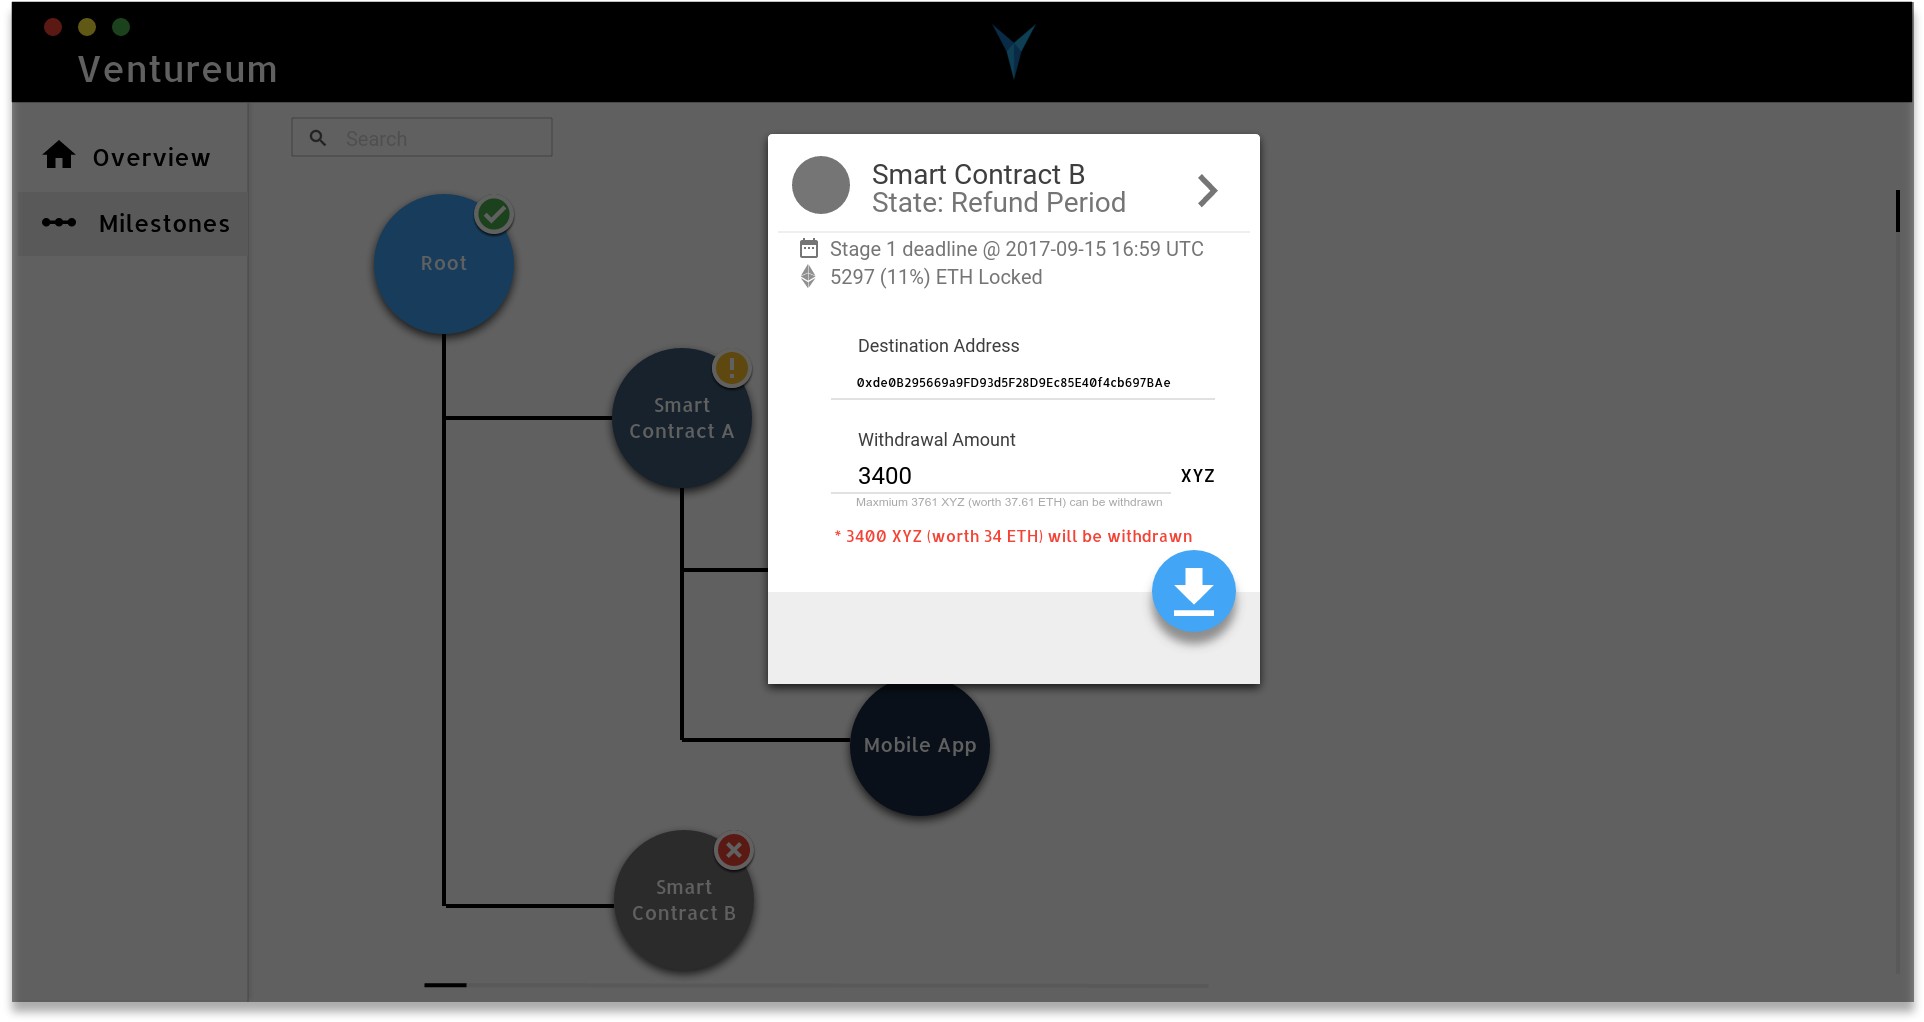 Ventureum
Overview
Milestones
Search
Root
Smart
Contract A
Mobile App
Smart
Contract B
Smart Contract B
State: Refund Period
Stage 1 deadline @ 2017-09-15 16:59 UTC
5297 (11%) ETH Locked
Destination Address
0xde0B295669a9FD93d5F28D9Ec85E40f4cb697BAe
Withdrawal Amount
3400 XYZ
Maxmium 3761 XYZ (worth 37.61 ETH) can be withdrawn
* 3400 XYZ (worth 34 ETH) will be withdrawn